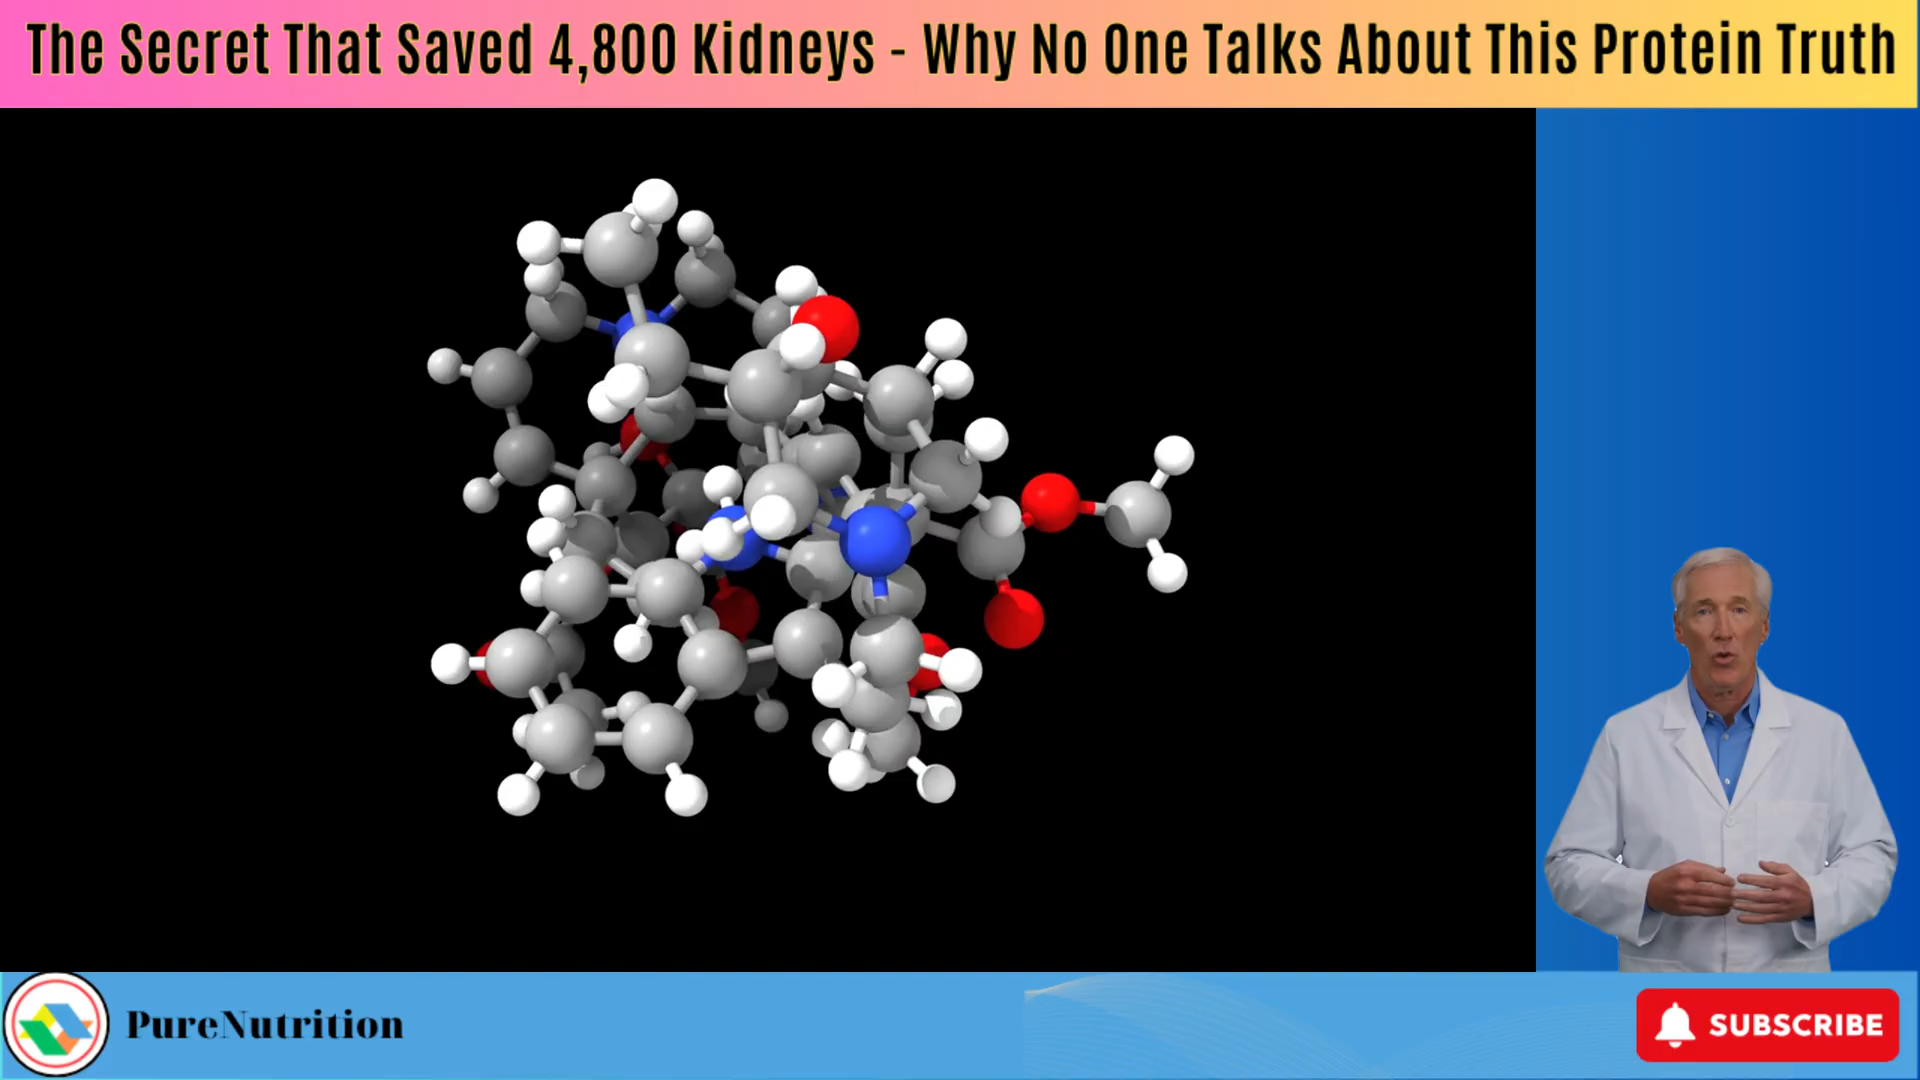 The Secret That Saved 4,800 Kidneys - Why No One Talks About This Protein Truth
PureNutrition
SUBSCRIBE